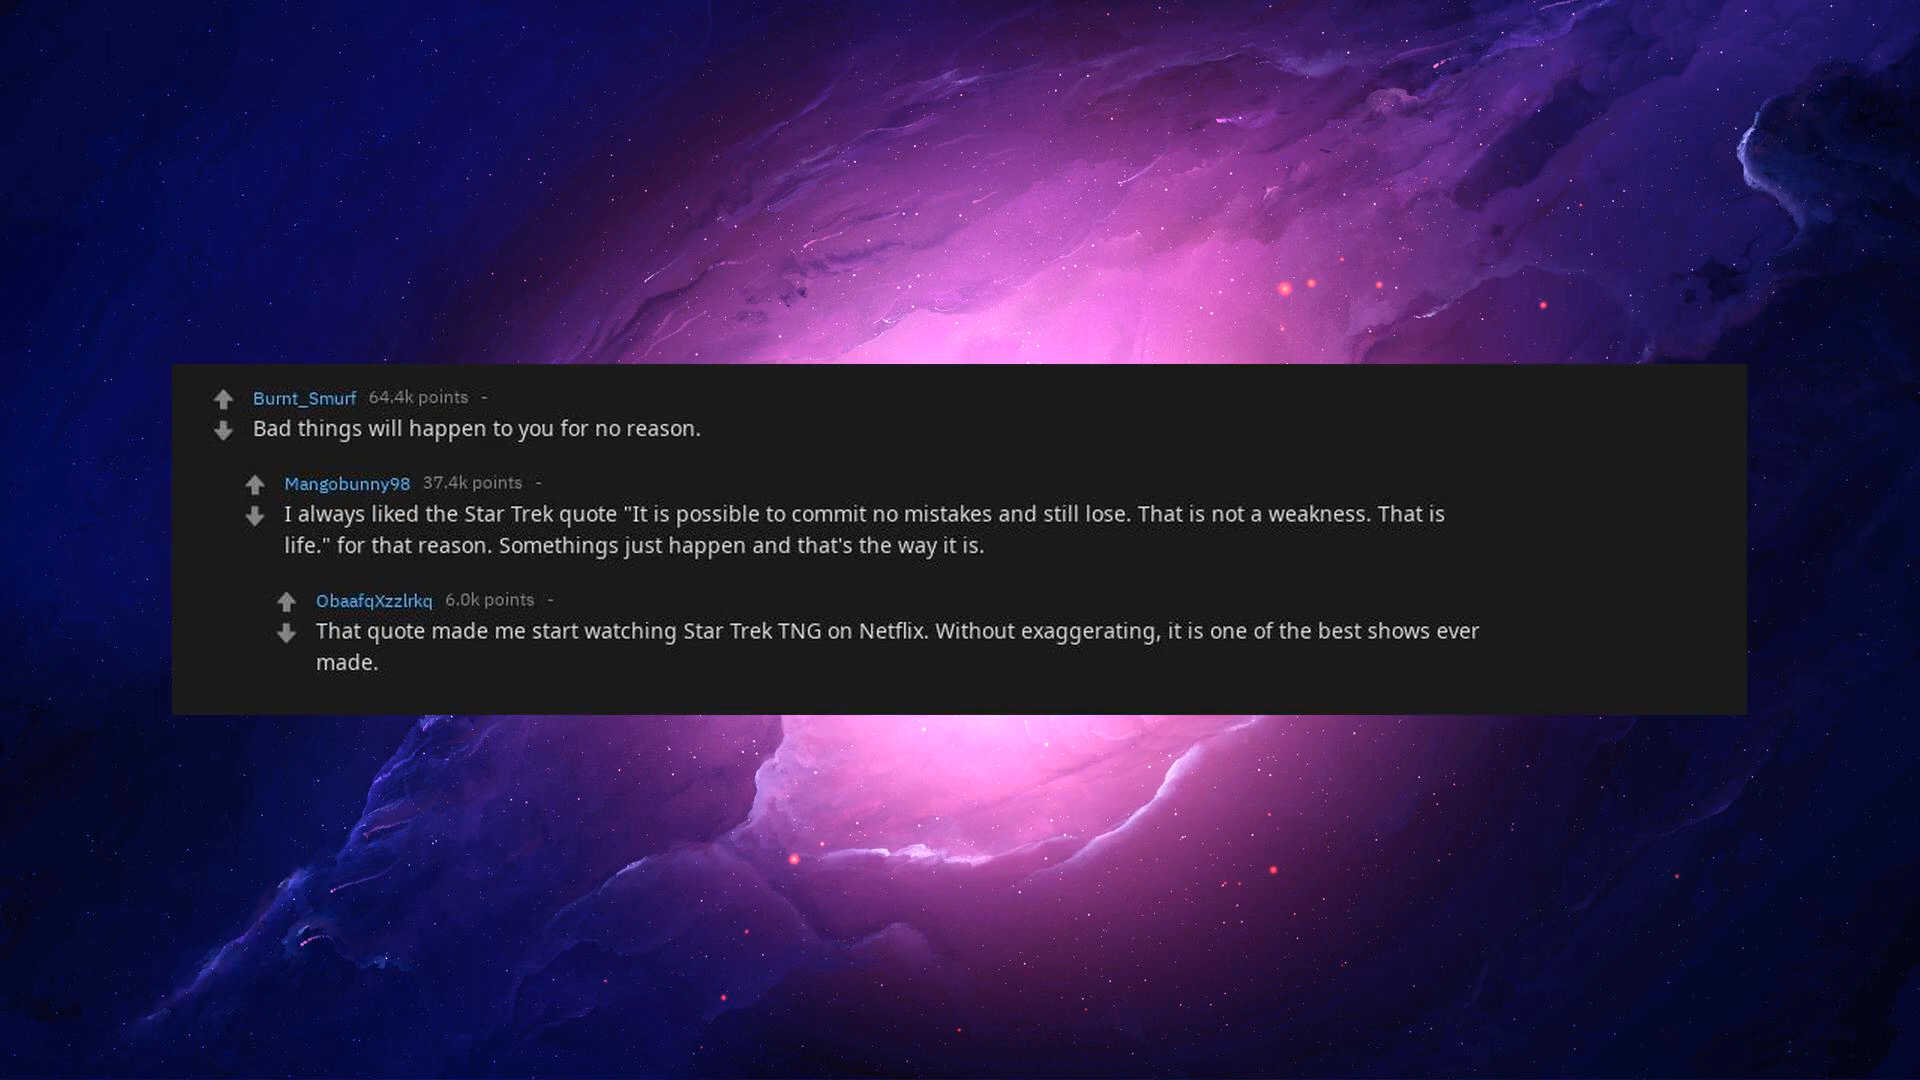 Burnt_Smurf 64.4k points -
Bad things will happen to you for no reason.
Mangobunny98 37.4k points -
I always liked the Star Trek quote "It is possible to commit no mistakes and still lose. That is not a weakness. That is
life." for that reason. Somethings just happen and that's the way it is.
ObaafqXzzlrkq 6.0k points -
That quote made me start watching Star Trek TNG on Netflix. Without exaggerating, it is one of the best shows ever
made.